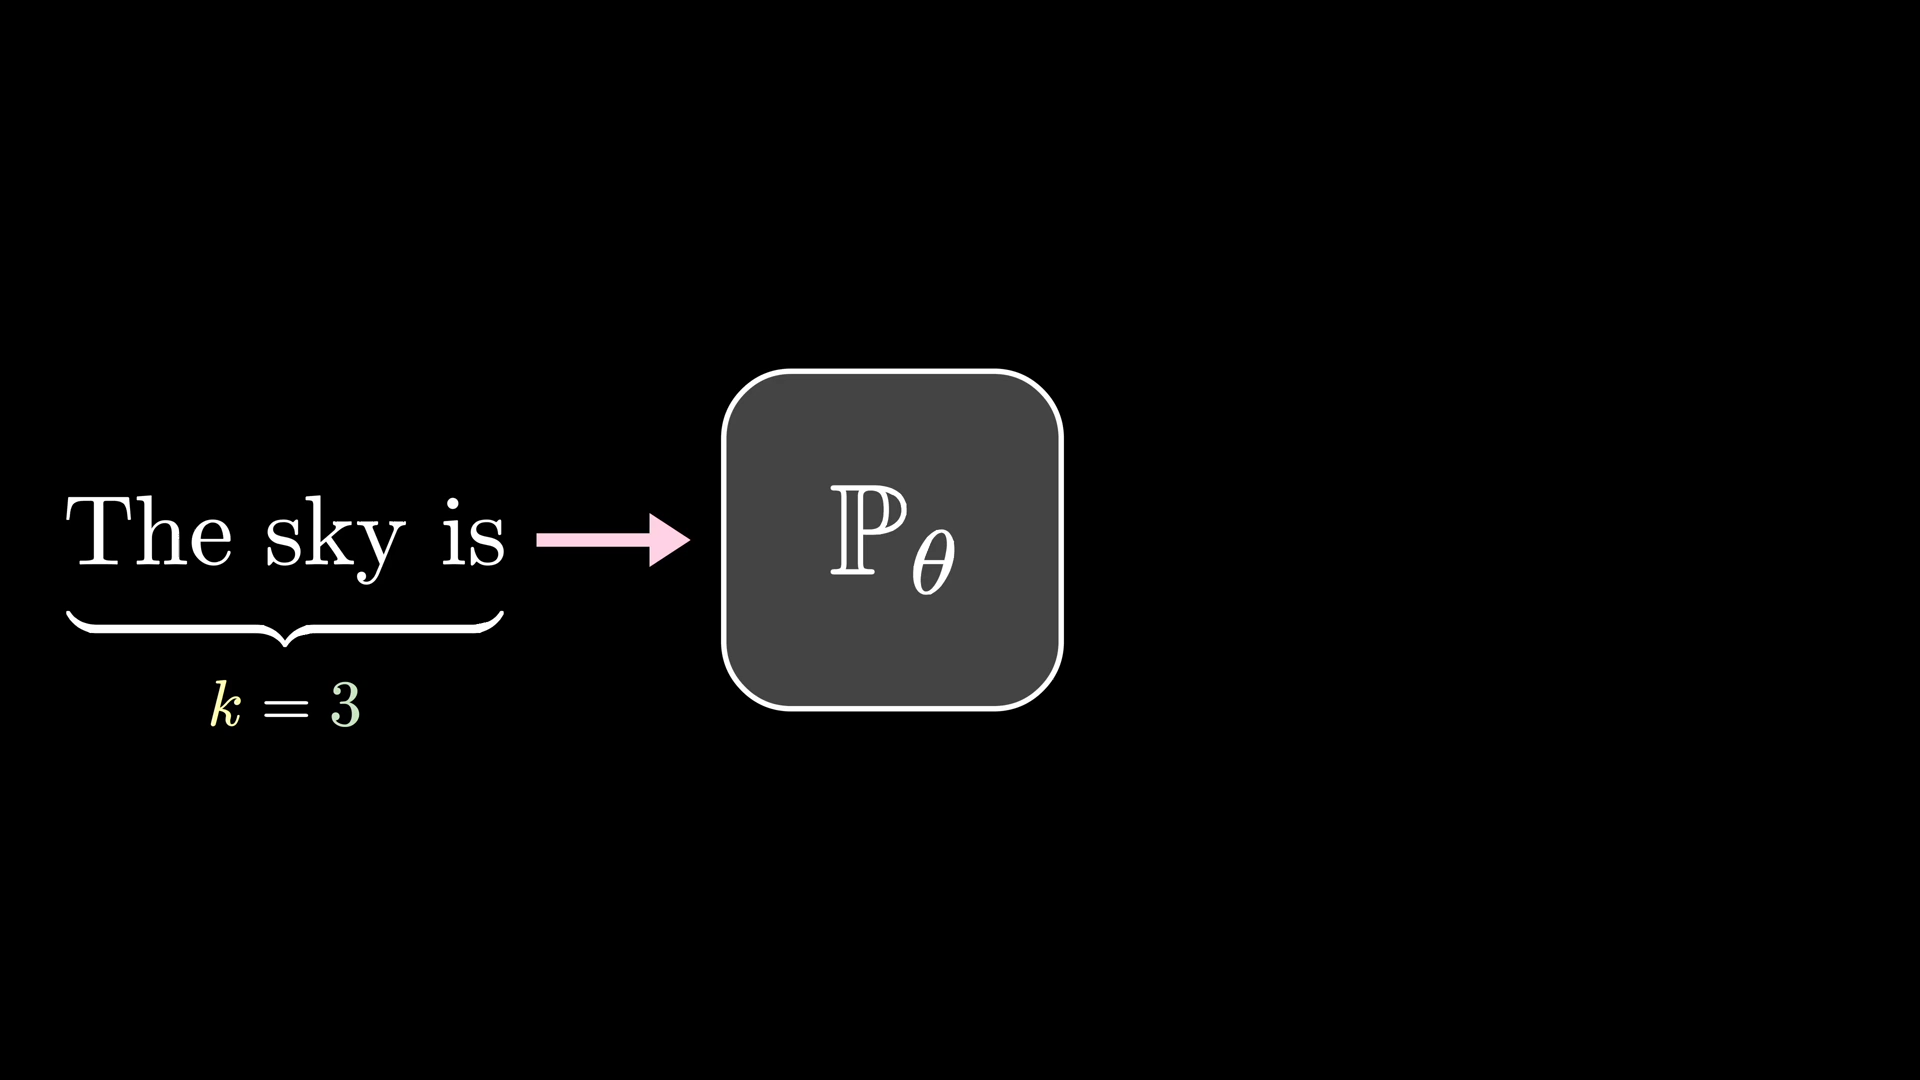 The sky is
k = 3
ℙθ